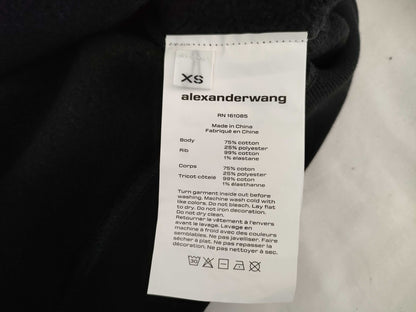 XS
alexanderwang
RN 161085
Made in China
Fabriqué en Chine
Body 75% cotton
25% polyester
Rib 99% cotton
1% elastane
Corps 75% coton
25% polyester
Tricot côtelé 99% coton
1% élasthanne
Turn garment inside out before
washing. Machine wash cold with
like colors. Do not bleach. Lay flat
to dry. Do not iron decoration.
Do not dry clean.
Retourner le vêtement à l'envers en
avant le lavage. Lavage en
machine a froid avec des couleurs
similaires. Ne pas javelliser. Faire
sécher à plat. Ne pas repasser la
décoration. Ne pas nettoyer à sec.
30